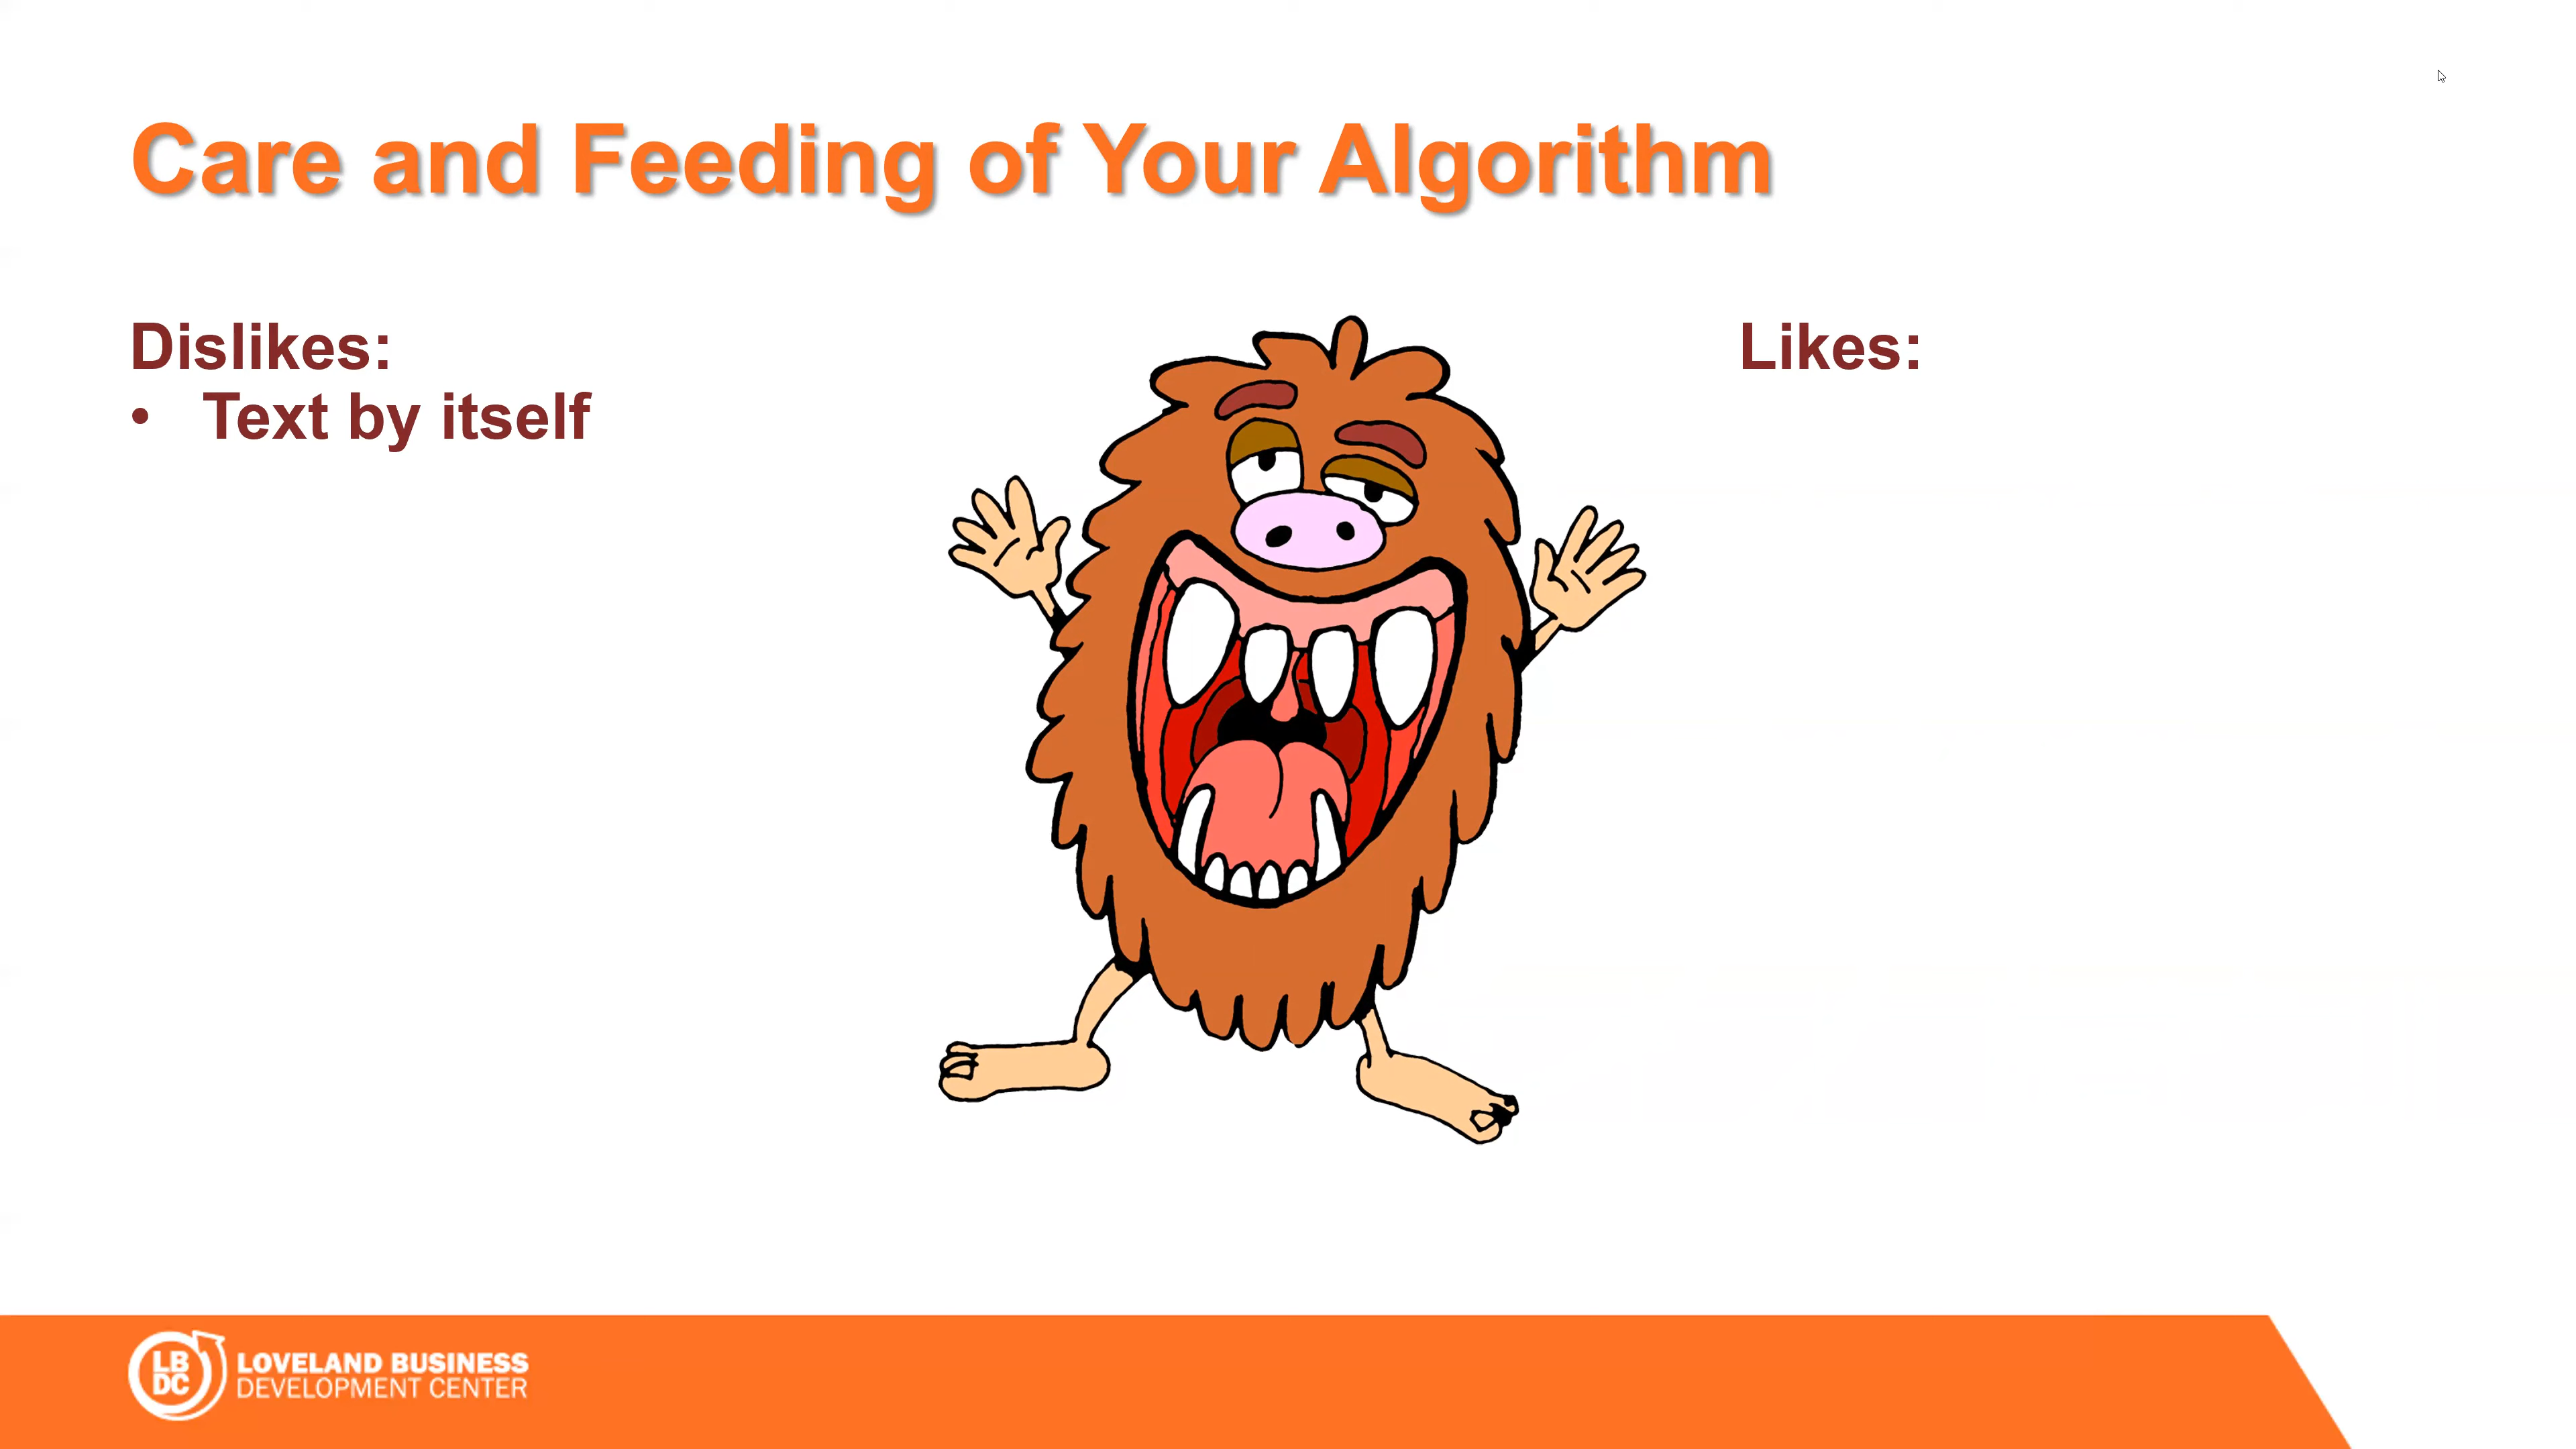 Care and Feeding of Your Algorithm
Dislikes:
• Text by itself
Likes:
LB
DC
LOVELAND BUSINESS
DEVELOPMENT CENTER